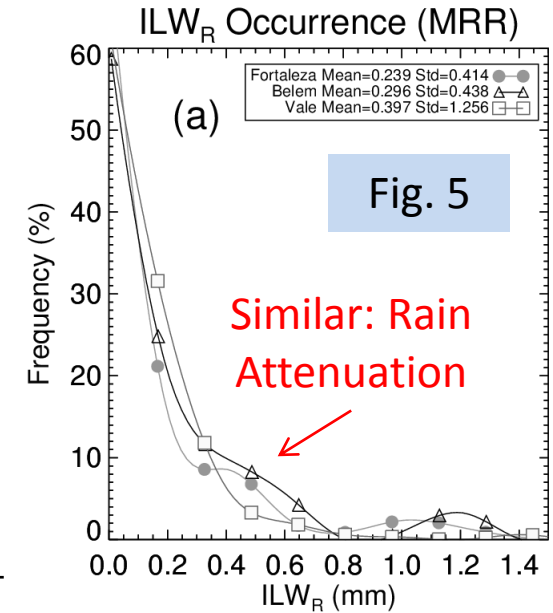 ILW_R Occurrence (MRR)
Fortaleza Mean=0.239 Std=0.414
Belem Mean=0.296 Std=0.438
Vale Mean=0.397 Std=1.256
(a)
Fig. 5
Similar: Rain
Attenuation
Frequency (%)
60
50
40
30
20
10
0
0.0 0.2 0.4 0.6 0.8 1.0 1.2 1.4
ILW_R (mm)